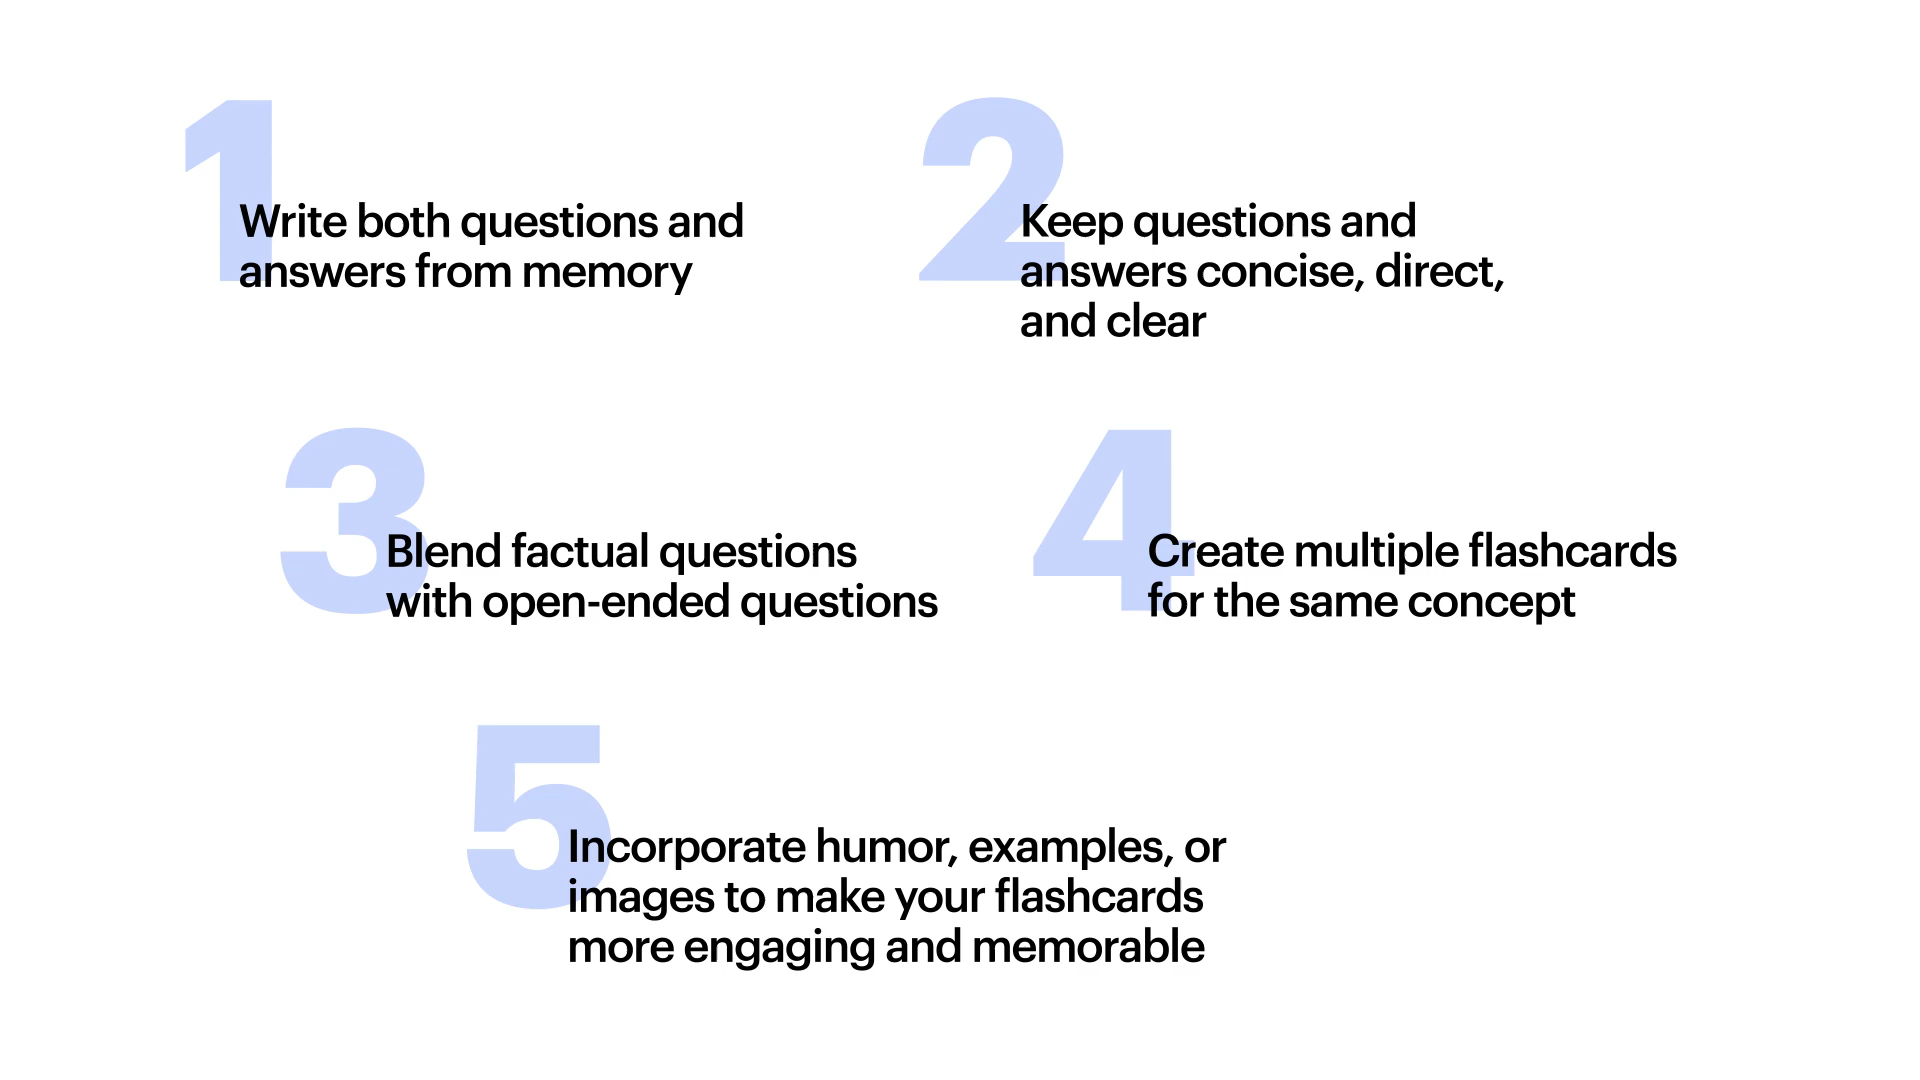 1
Write both questions and
answers from memory
2
Keep questions and
answers concise, direct,
and clear
3
Blend factual questions
with open-ended questions
4
Create multiple flashcards
for the same concept
5
Incorporate humor, examples, or
images to make your flashcards
more engaging and memorable